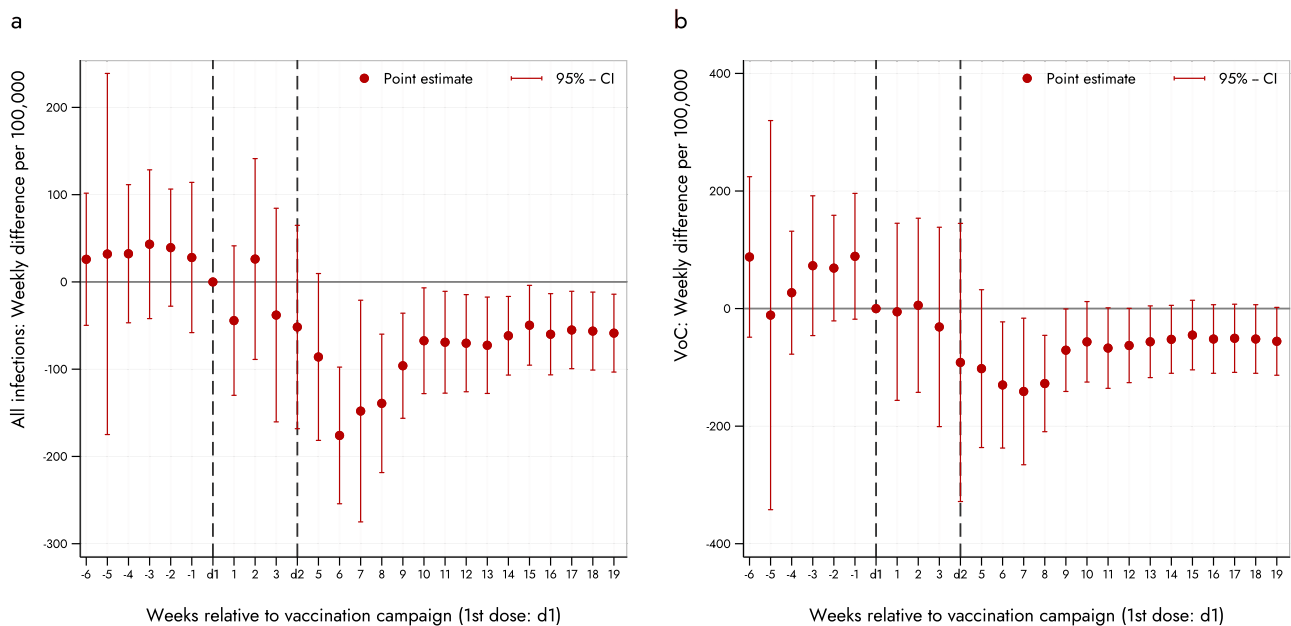 a
All infections: Weekly difference per 100,000
200
100
0
-100
-200
-300
Point estimate
95% – CI
-6 -5 -4 -3 -2 -1 d1 1 2 3 d2 5 6 7 8 9 10 11 12 13 14 15 16 17 18 19
Weeks relative to vaccination campaign (1st dose: d1)
b
VoC: Weekly difference per 100,000
400
200
0
-200
-400
Point estimate
95% – CI
-6 -5 -4 -3 -2 -1 d1 1 2 3 d2 5 6 7 8 9 10 11 12 13 14 15 16 17 18 19
Weeks relative to vaccination campaign (1st dose: d1)